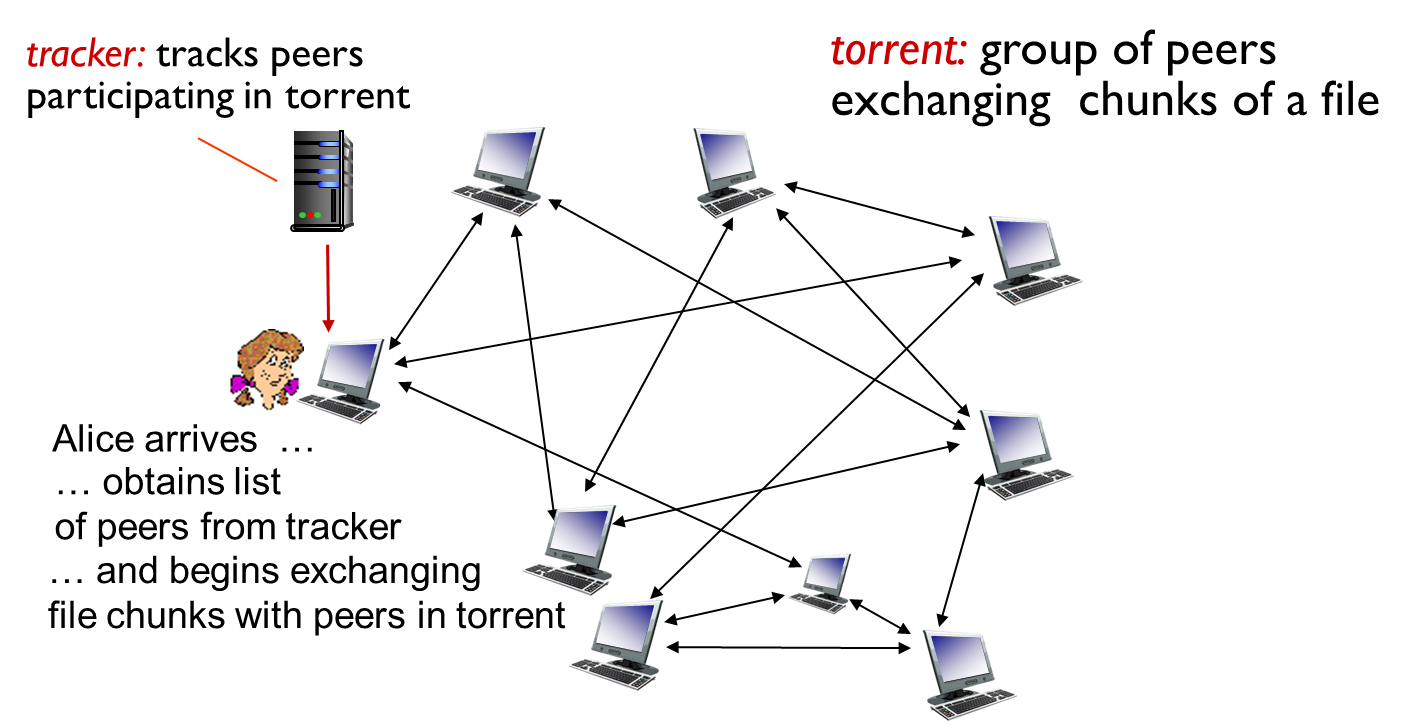 tracker: tracks peers
participating in torrent
torrent: group of peers
exchanging chunks of a file
Alice arrives …
… obtains list
of peers from tracker
… and begins exchanging
file chunks with peers in torrent